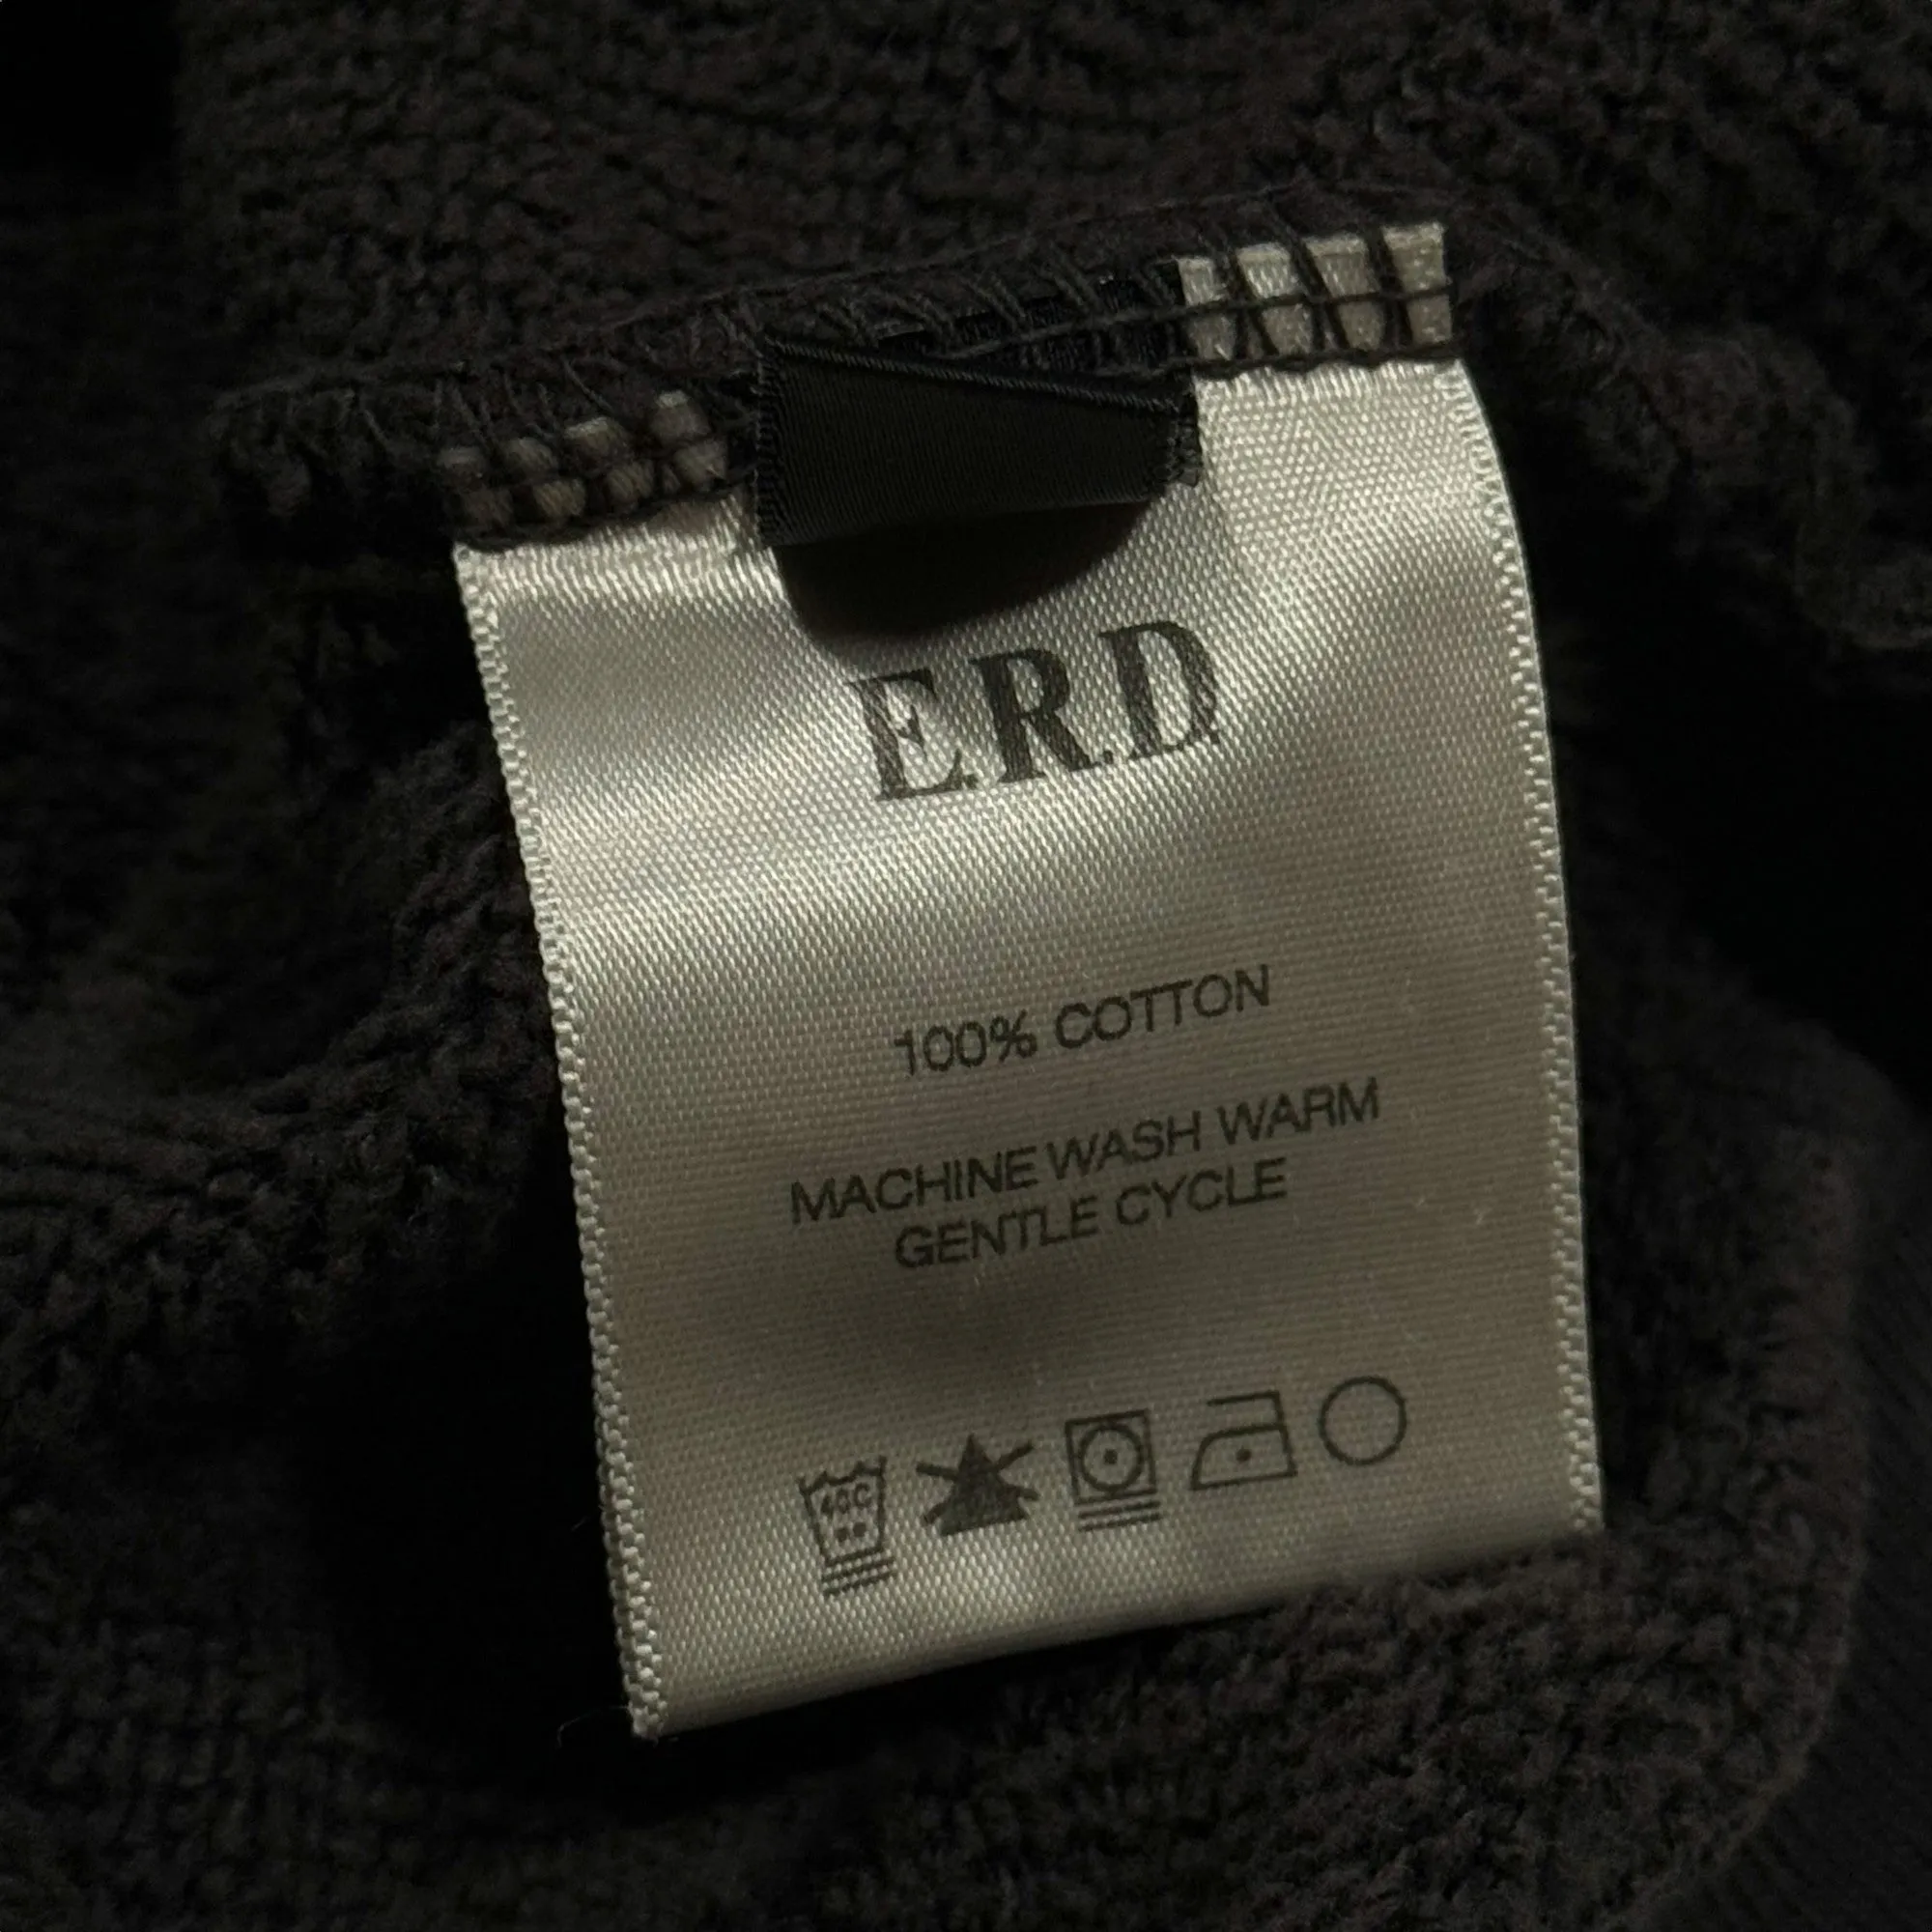 E.R.D
100% COTTON
MACHINE WASH WARM
GENTLE CYCLE
40C